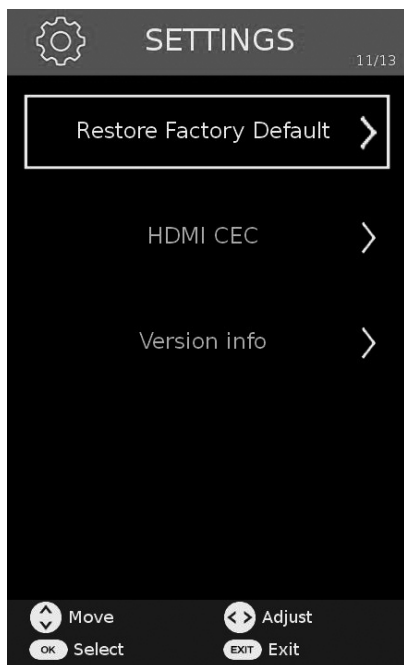 SETTINGS
11/13
Restore Factory Default
HDMI CEC
Version info
Move
Adjust
OK Select
EXIT Exit